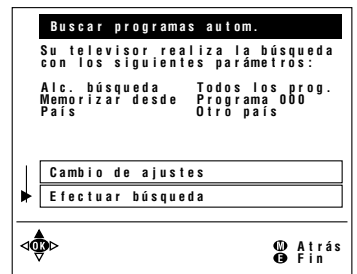 Buscar programas autom.
Su televisor realiza la búsqueda
con los siguientes parámetros:
Alc. búsqueda Todos los prog.
Memorizar desde Programa 000
País Otro país
Cambio de ajustes
Efectuar búsqueda
OK
M Atrás
E Fin